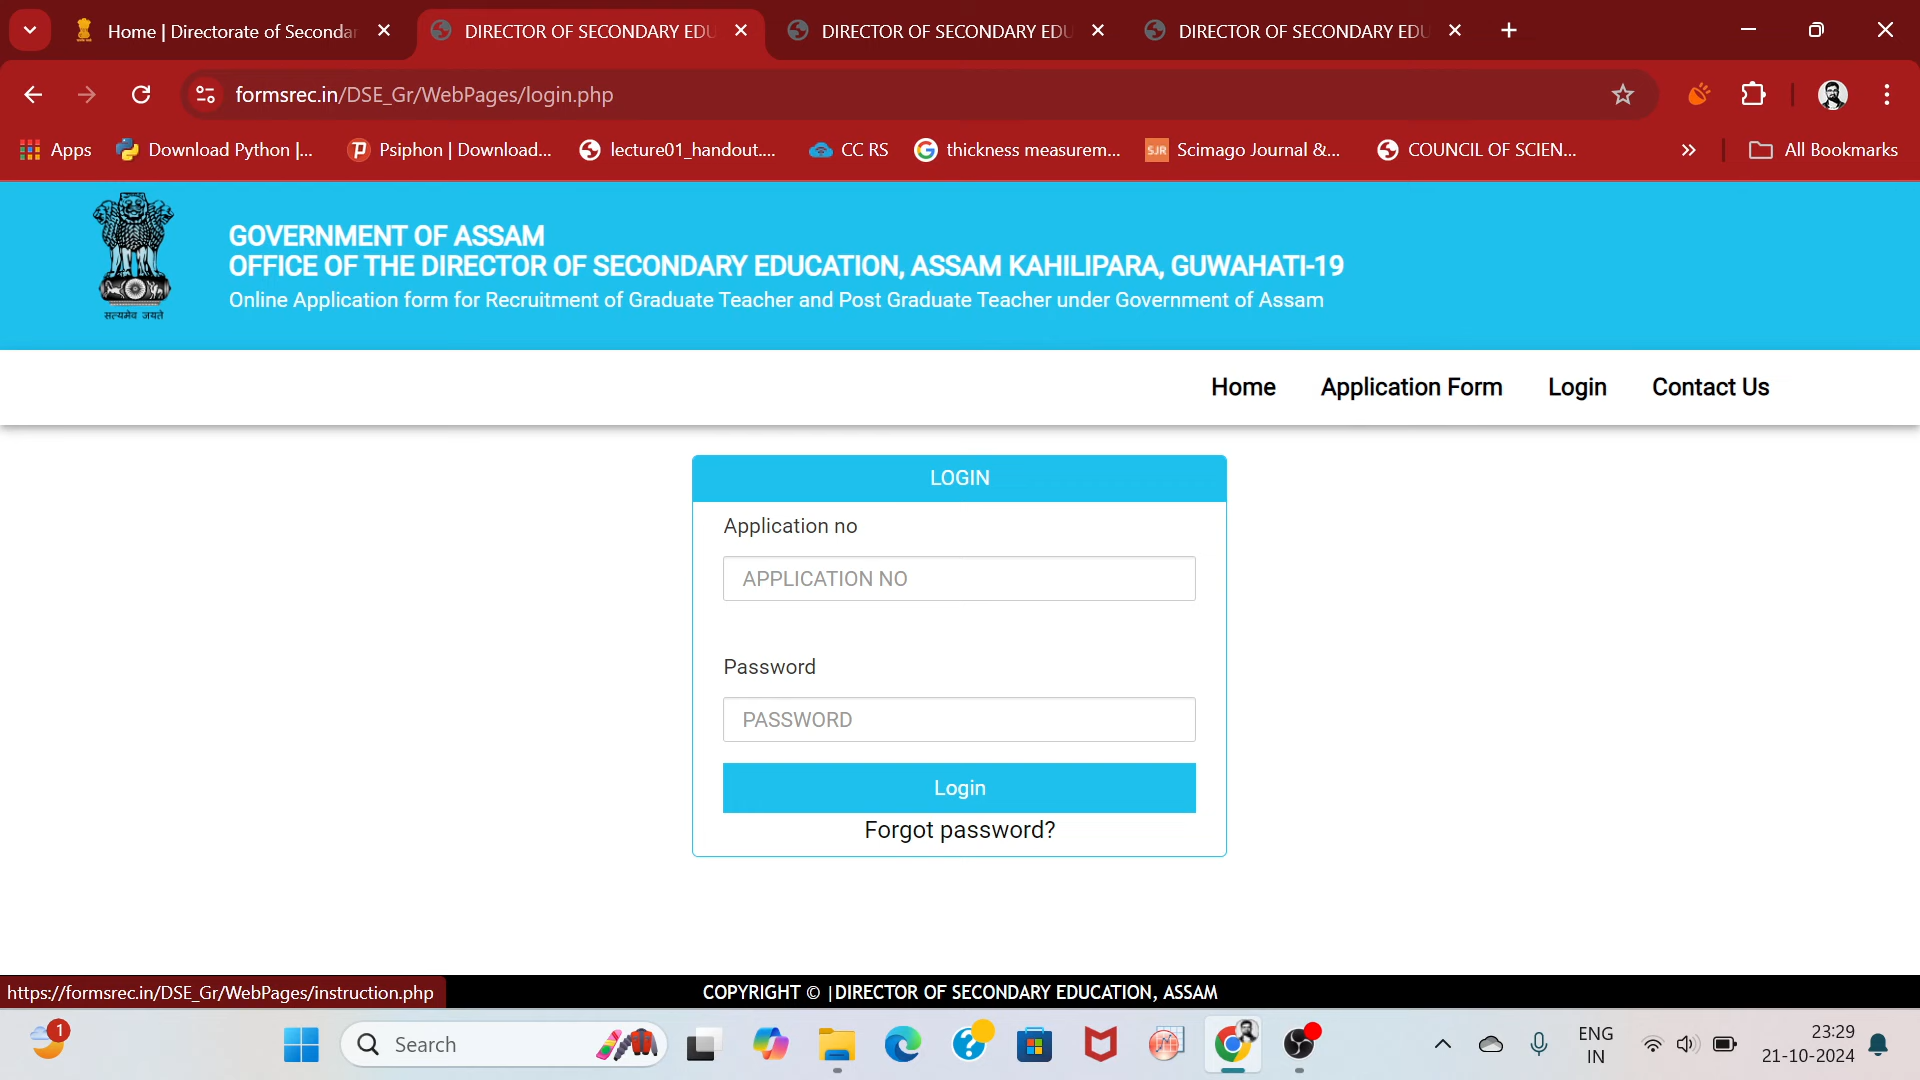 Home | Directorate of Secondar
DIRECTOR OF SECONDARY EDU
DIRECTOR OF SECONDARY EDU
DIRECTOR OF SECONDARY EDU
formsrec.in/DSE_Gr/WebPages/login.php
Apps
Download Python |...
Psiphon | Download...
lecture01_handout....
CC RS
thickness measurem...
SJR
Scimago Journal &...
COUNCIL OF SCIEN...
All Bookmarks
सत्यमेव जयते
GOVERNMENT OF ASSAM
OFFICE OF THE DIRECTOR OF SECONDARY EDUCATION, ASSAM KAHILIPARA, GUWAHATI-19
Online Application form for Recruitment of Graduate Teacher and Post Graduate Teacher under Government of Assam
Home
Application Form
Login
Contact Us
LOGIN
Application no
APPLICATION NO
Password
PASSWORD
Login
Forgot password?
https://formsrec.in/DSE_Gr/WebPages/instruction.php
COPYRIGHT © |DIRECTOR OF SECONDARY EDUCATION, ASSAM
1
Search
ENG
IN
23:29
21-10-2024